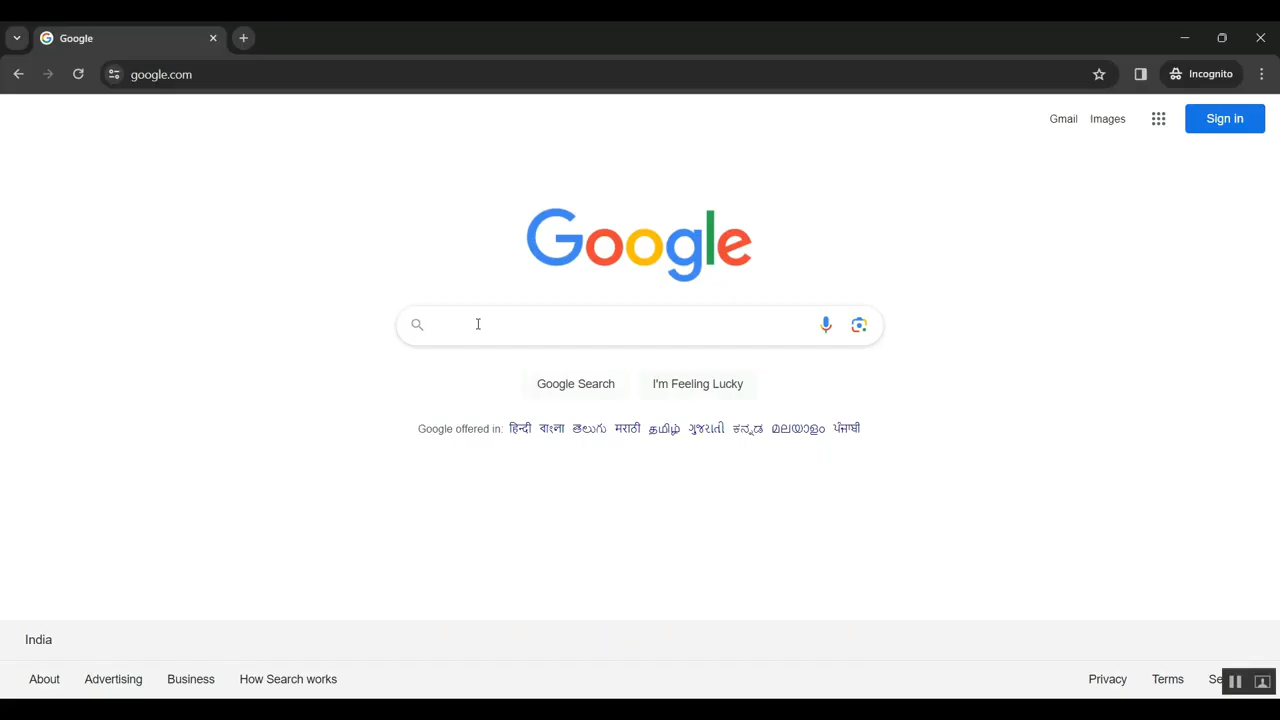 Google
google.com
Incognito
Gmail Images Sign in
Google
Google Search I'm Feeling Lucky
Google offered in: हिन्दी বাংলা తెలుగు मराठी தமிழ் ગુજરાતી ಕನ್ನಡ മലയാളം ਪੰਜਾਬੀ
India
About Advertising Business How Search works Privacy Terms Se